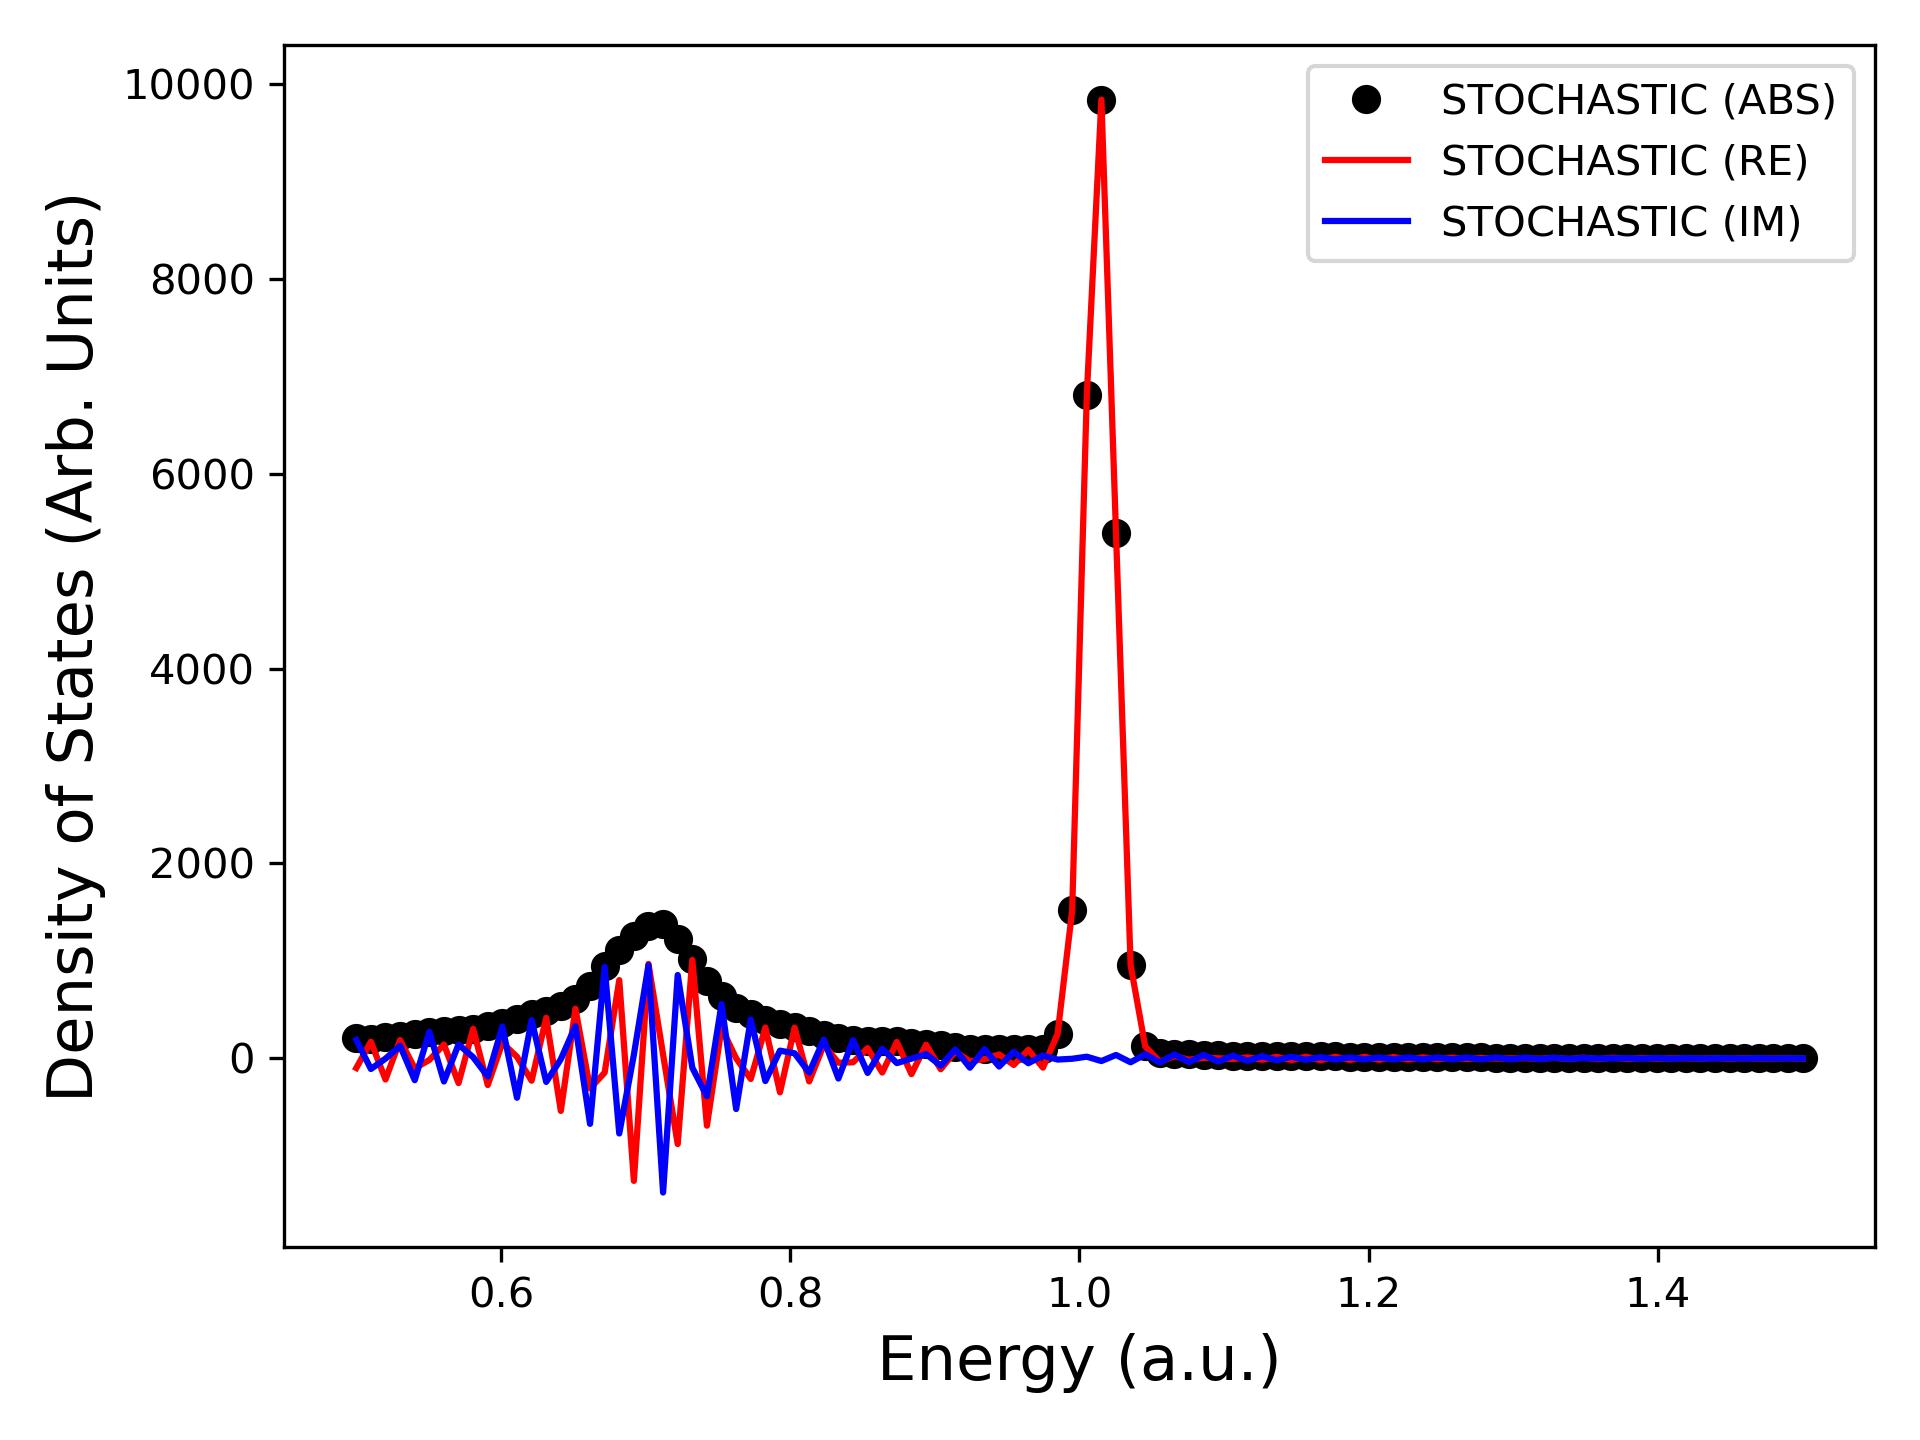 Density of States (Arb. Units)
10000
8000
6000
4000
2000
0
STOCHASTIC (ABS)
STOCHASTIC (RE)
STOCHASTIC (IM)
0.6 0.8 1.0 1.2 1.4
Energy (a.u.)